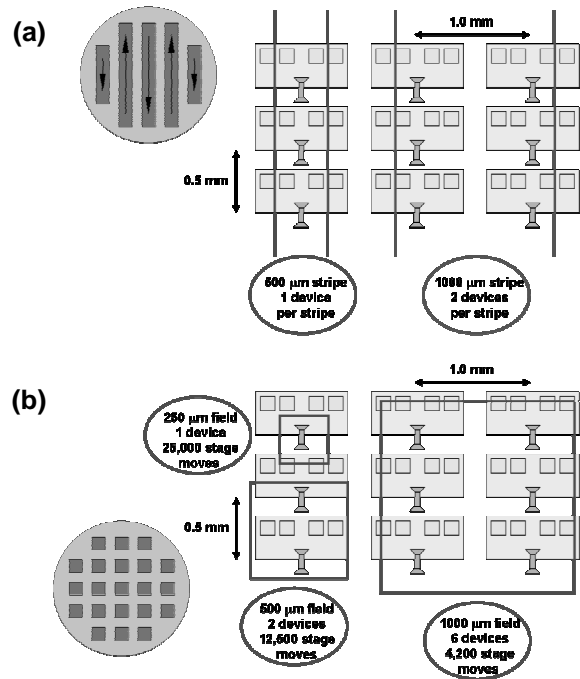 (a)
1.0 mm
0.5 mm
500 µm stripe
1 device
per stripe
1000 µm stripe
2 devices
per stripe
(b)
1.0 mm
250 µm field
1 device
25,000 stage
moves
0.5 mm
500 µm field
2 devices
12,500 stage
moves
1000 µm field
6 devices
4,200 stage
moves